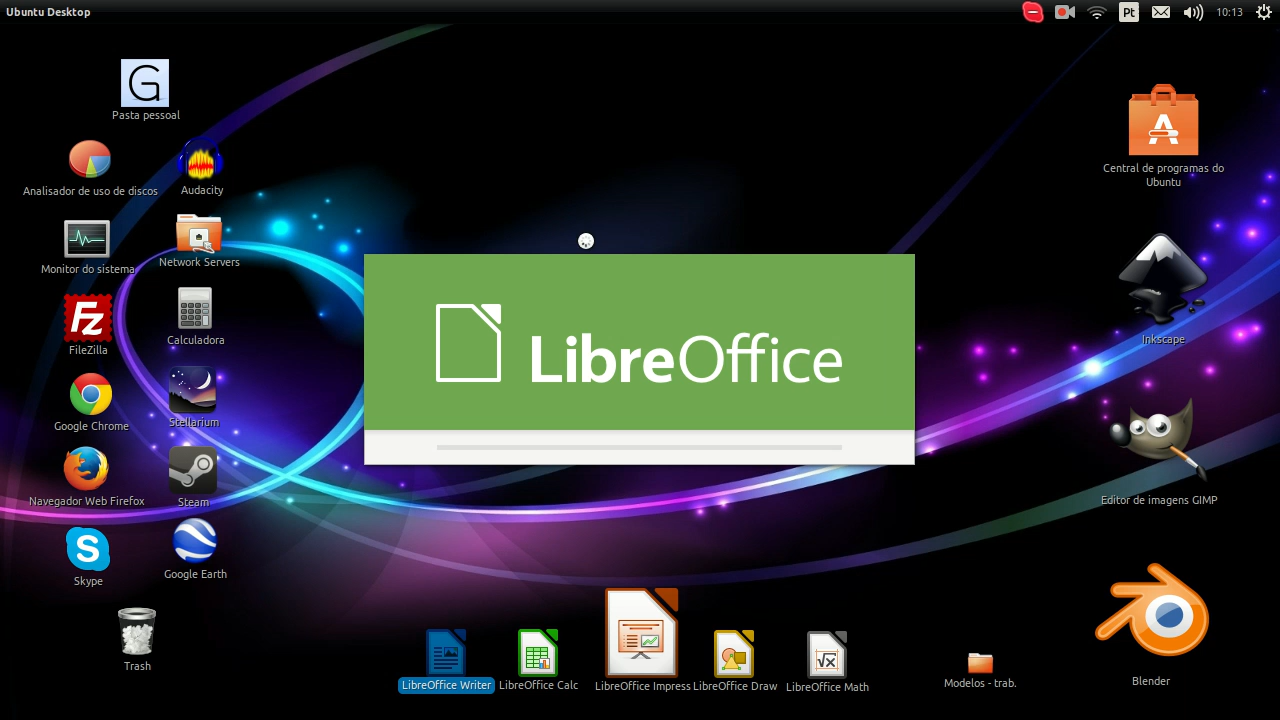 Ubuntu Desktop
Pt
10:13
G
Pasta pessoal
Analisador de uso de discos
Audacity
Monitor do sistema
Network Servers
Fz
FileZilla
Calculadora
Google Chrome
Stellarium
Navegador Web Firefox
Steam
S
Skype
Google Earth
Trash
LibreOffice
A
Central de programas do
Ubuntu
Inkscape
Editor de imagens GIMP
Blender
LibreOffice Writer
LibreOffice Calc
LibreOffice Impress
LibreOffice Draw
√x
LibreOffice Math
Modelos - trab.